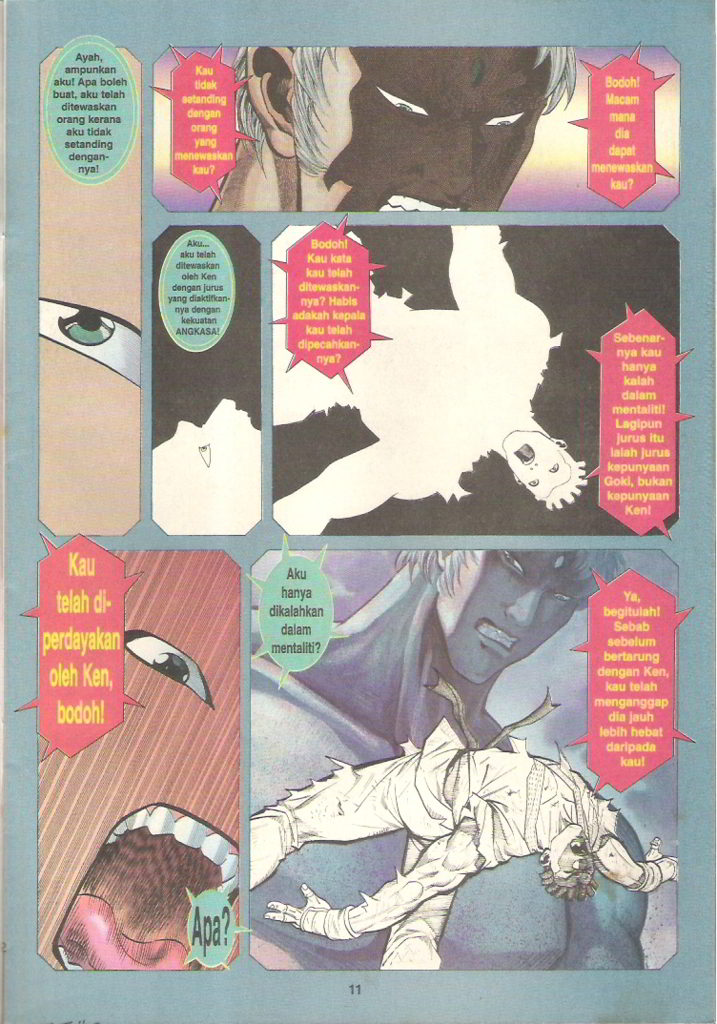 Ayah,
ampunkan
aku! Apa boleh
buat, aku telah
ditewaskan
orang kerana
aku tidak
setanding
dengan-
nya!
Kau
tidak
setanding
dengan
orang
yang
menewaskan
kau?
Bodoh!
Macam
mana
dia
dapat
menewaskan
kau?
Aku...
aku telah
ditewaskan
oleh Ken
dengan jurus
yang diaktifkan-
nya dengan
kekuatan
ANGKASA!
Bodoh!
Kau kata
kau telah
ditewaskan-
nya? Habis
adakah kepala
kau telah
dipecahkan-
nya?
Sebenar-
nya kau
hanya
kalah
dalam
mentaliti!
Lagipun
jurus itu
ialah jurus
kepunyaan
Goki, bukan
kepunyaan
Ken!
Kau
telah di-
perdayakan
oleh Ken,
bodoh!
Apa?
Aku
hanya
dikalahkan
dalam
mentaliti?
Ya,
begitulah!
Sebab
sebelum
bertarung
dengan Ken,
kau telah
menganggap
dia jauh
lebih hebat
daripada
kau!
11